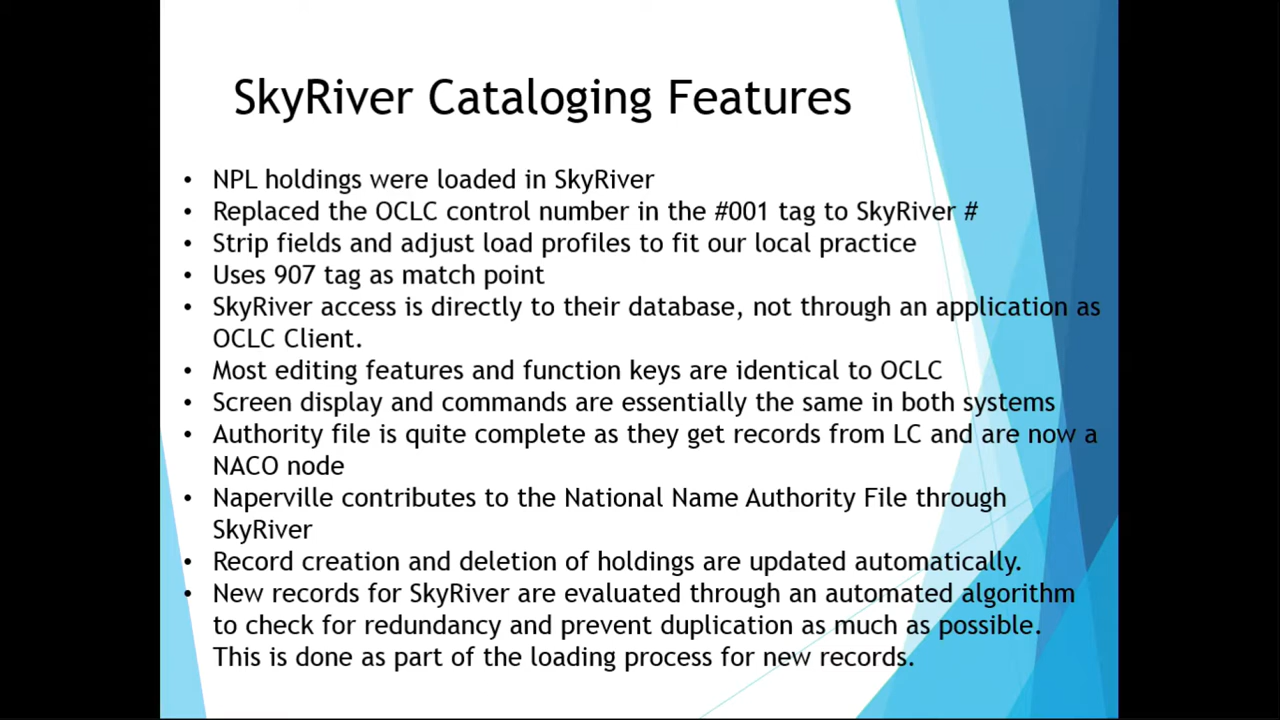 SkyRiver Cataloging Features
• NPL holdings were loaded in SkyRiver
• Replaced the OCLC control number in the #001 tag to SkyRiver #
• Strip fields and adjust load profiles to fit our local practice
• Uses 907 tag as match point
• SkyRiver access is directly to their database, not through an application as
OCLC Client.
• Most editing features and function keys are identical to OCLC
• Screen display and commands are essentially the same in both systems
• Authority file is quite complete as they get records from LC and are now a
NACO node
• Naperville contributes to the National Name Authority File through
SkyRiver
• Record creation and deletion of holdings are updated automatically.
• New records for SkyRiver are evaluated through an automated algorithm
to check for redundancy and prevent duplication as much as possible.
This is done as part of the loading process for new records.